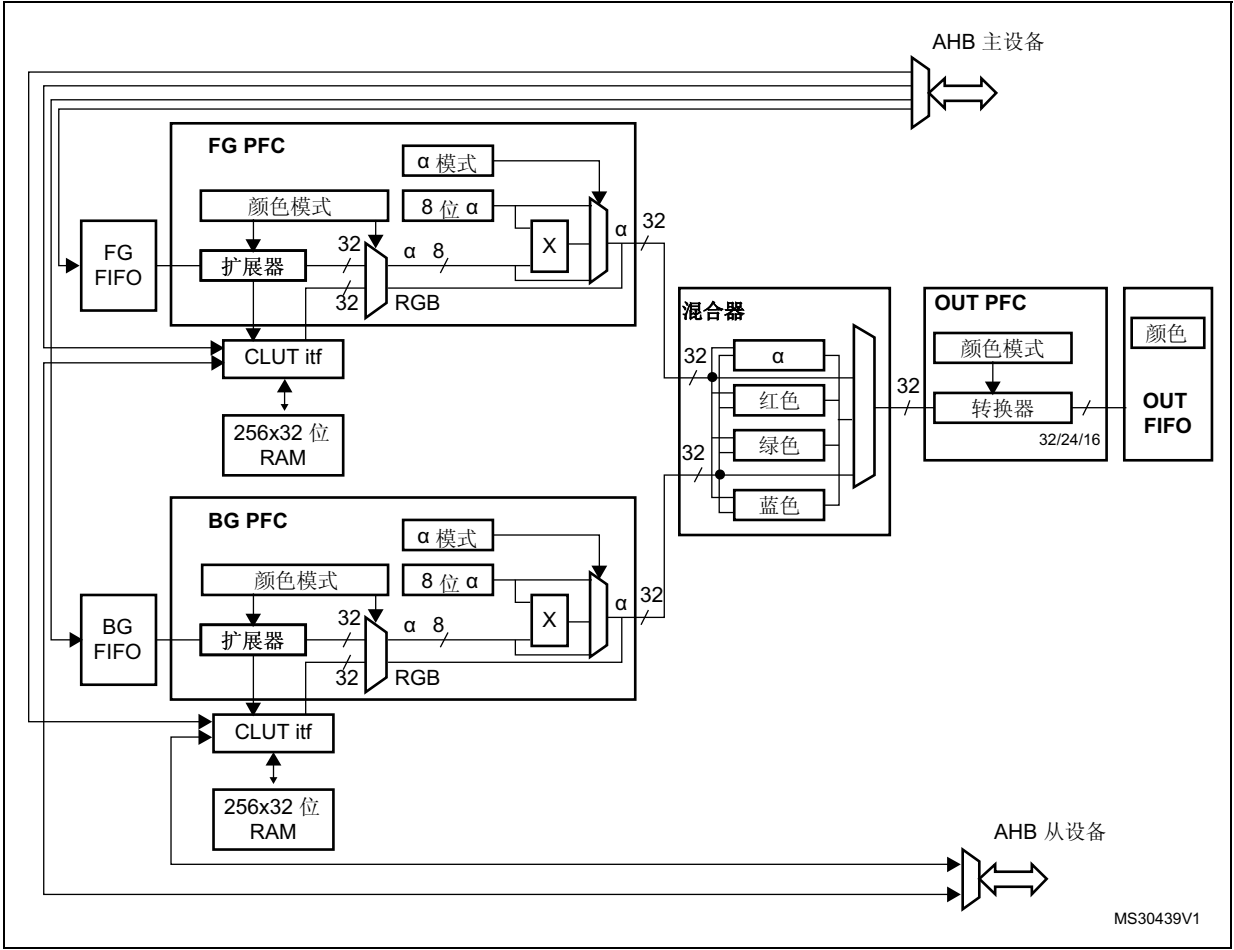 AHB 主设备
FG PFC
α 模式
颜色模式
8 位 α
α
32
FG
FIFO
扩展器
32
α 8
X
32
RGB
CLUT itf
256x32 位
RAM
混合器
32
α
红色
绿色
32
蓝色
32
OUT PFC
颜色模式
转换器
32/24/16
颜色
OUT
FIFO
BG PFC
α 模式
颜色模式
8 位 α
α
32
BG
FIFO
扩展器
32
α 8
X
32
RGB
CLUT itf
256x32 位
RAM
AHB 从设备
MS30439V1